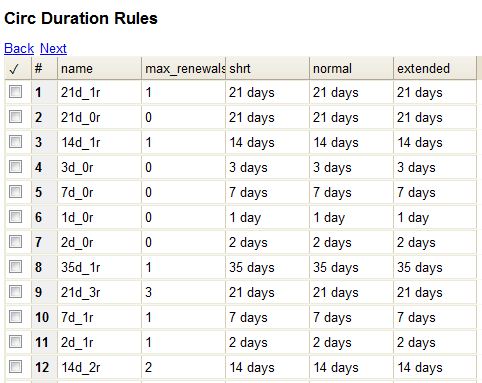 Circ Duration Rules
Back Next
✓ # name max_renewals shrt normal extended
1 21d_1r 1 21 days 21 days 21 days
2 21d_0r 0 21 days 21 days 21 days
3 14d_1r 1 14 days 14 days 14 days
4 3d_0r 0 3 days 3 days 3 days
5 7d_0r 0 7 days 7 days 7 days
6 1d_0r 0 1 day 1 day 1 day
7 2d_0r 0 2 days 2 days 2 days
8 35d_1r 1 35 days 35 days 35 days
9 21d_3r 3 21 days 21 days 21 days
10 7d_1r 1 7 days 7 days 7 days
11 2d_1r 1 2 days 2 days 2 days
12 14d_2r 2 14 days 14 days 14 days